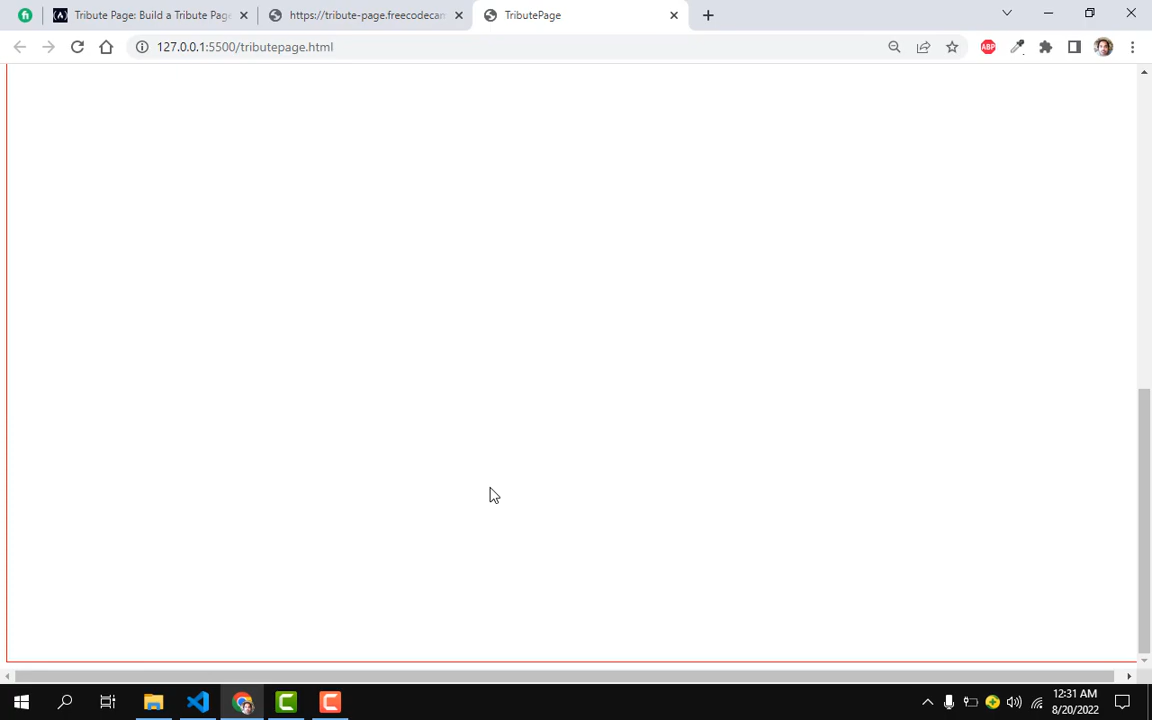 Tribute Page: Build a Tribute Page
https://tribute-page.freecodecam
TributePage
127.0.0.1:5500/tributepage.html
ABP
12:31 AM
8/20/2022